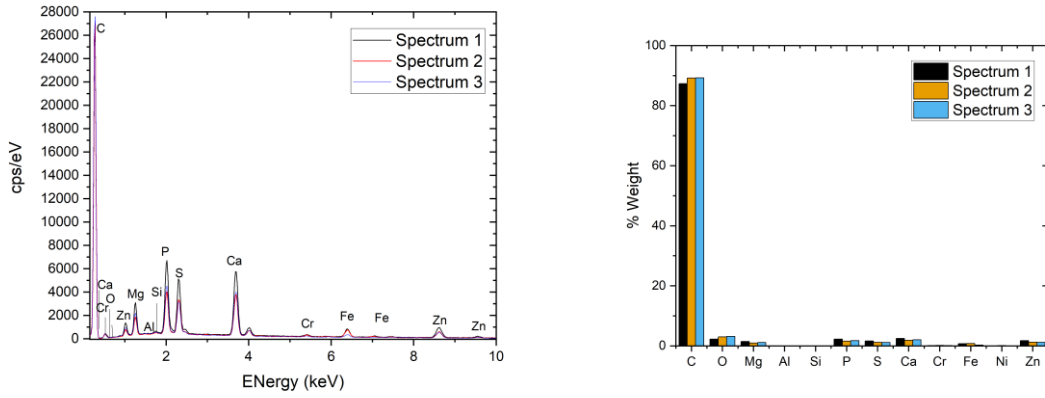 28000
26000
24000
22000
20000
18000
16000
14000
12000
10000
8000
6000
4000
2000
0
cps/eV
C
Spectrum 1
Spectrum 2
Spectrum 3
Ca
O
Cr
Zn
Mg
Al
Si
P
S
Ca
Cr
Fe
Fe
Zn
Zn
2 4 6 8 10
ENergy (keV)
100
80
60
40
20
0
% Weight
Spectrum 1
Spectrum 2
Spectrum 3
C O Mg Al Si P S Ca Cr Fe Ni Zn